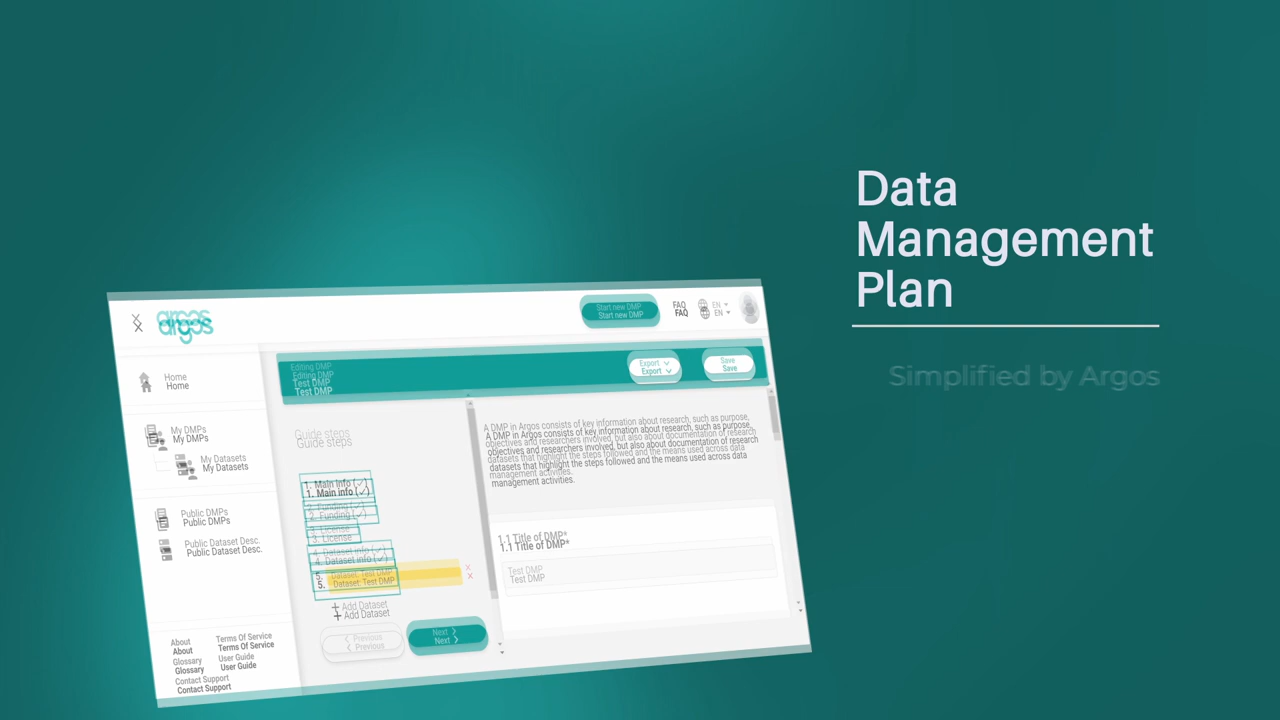 Data
Management
Plan
Simplified by Argos
argos
Start new DMP
FAQ
EN
Home
My DMPs
My Datasets
Public DMPs
Public Dataset Desc.
About
Terms Of Service
Glossary
User Guide
Contact Support
Editing DMP
Test DMP
Export
Save
Guide steps
1. Main info (✓)
2. Funding (✓)
3. License
4. Dataset info (✓)
5. Dataset: Test DMP
+ Add Dataset
Previous
Next
A DMP in Argos consists of key information about research, such as purpose,
objectives and researchers involved, but also about documentation of research
datasets that highlight the steps followed and the means used across data
management activities.
1.1 Title of DMP*
Test DMP